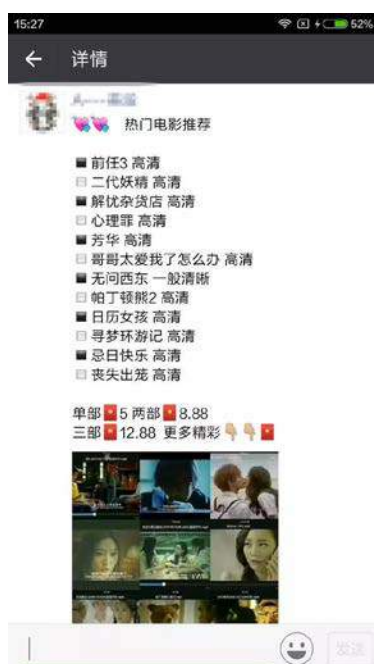 15:27
52%
详情
热门电影推荐
前任3 高清
二代妖精 高清
解忧杂货店 高清
心理罪 高清
芳华 高清
哥哥太爱我了怎么办 高清
无问西东 一般清晰
帕丁顿熊2 高清
日历女孩 高清
寻梦环游记 高清
忌日快乐 高清
丧失出笼 高清
单部🧧5 两部🧧8.88
三部🧧12.88 更多精彩👇👇🧧
发送